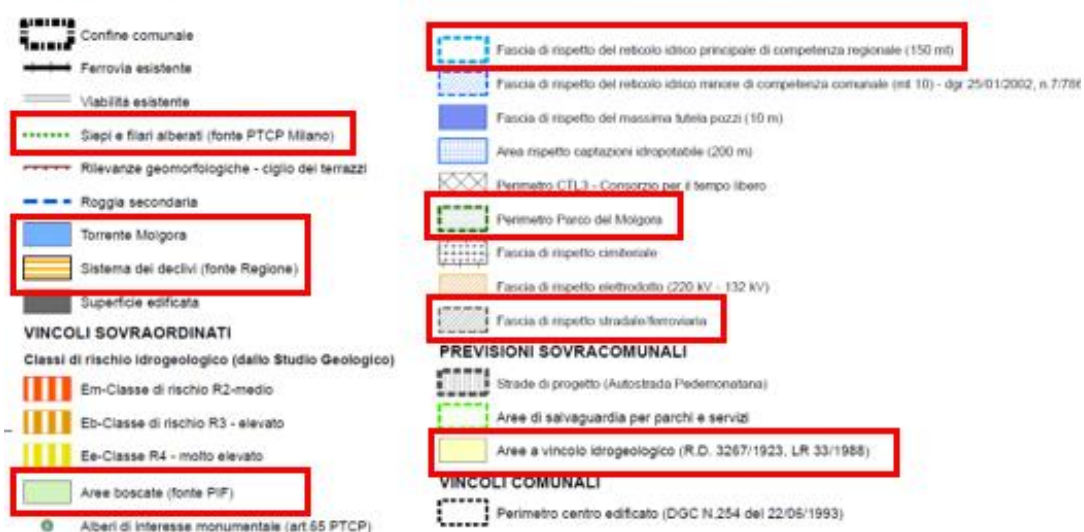 Confine comunale
Ferrovia esistente
Viabilità esistente
Siepi e filari alberati (fonte PTCP Milano)
Rilevanze geomorfologiche - ciglio dei terrazzi
Roggia secondaria
Torrente Molgora
Sistema dei declivi (fonte Regione)
Superficie edificata
VINCOLI SOVRAORDINATI
Classi di rischio idrogeologico (dallo Studio Geologico)
Em-Classe di rischio R2-medio
Eb-Classe di rischio R3 - elevato
Ee-Classe R4 - molto elevato
Aree boscate (fonte PIF)
Alberi di interesse monumentale (art.65 PTCP)
Fascia di rispetto del reticolo idrico principale di competenza regionale (150 mt)
Fascia di rispetto del reticolo idrico minore di competenza comunale (mt 10) - dgr 25/01/2002, n.7/786
Fascia di rispetto del massima tutela pozzi (10 m)
Area rispetto captazioni idropotabile (200 m)
Perimetro CTL3 - Consorzio per il tempo libero
Perimetro Parco del Molgora
Fascia di rispetto cimiteriale
Fascia di rispetto elettrodotto (220 kV - 132 kV)
Fascia di rispetto stradale/ferroviaria
PREVISIONI SOVRACOMUNALI
Strade di progetto (Autostrada Pedemonatana)
Aree di salvaguardia per parchi e servizi
Aree a vincolo idrogeologico (R.D. 3267/1923, LR 33/1988)
VINCOLI COMUNALI
Perimetro centro edificato (DGC N.254 del 22/06/1993)